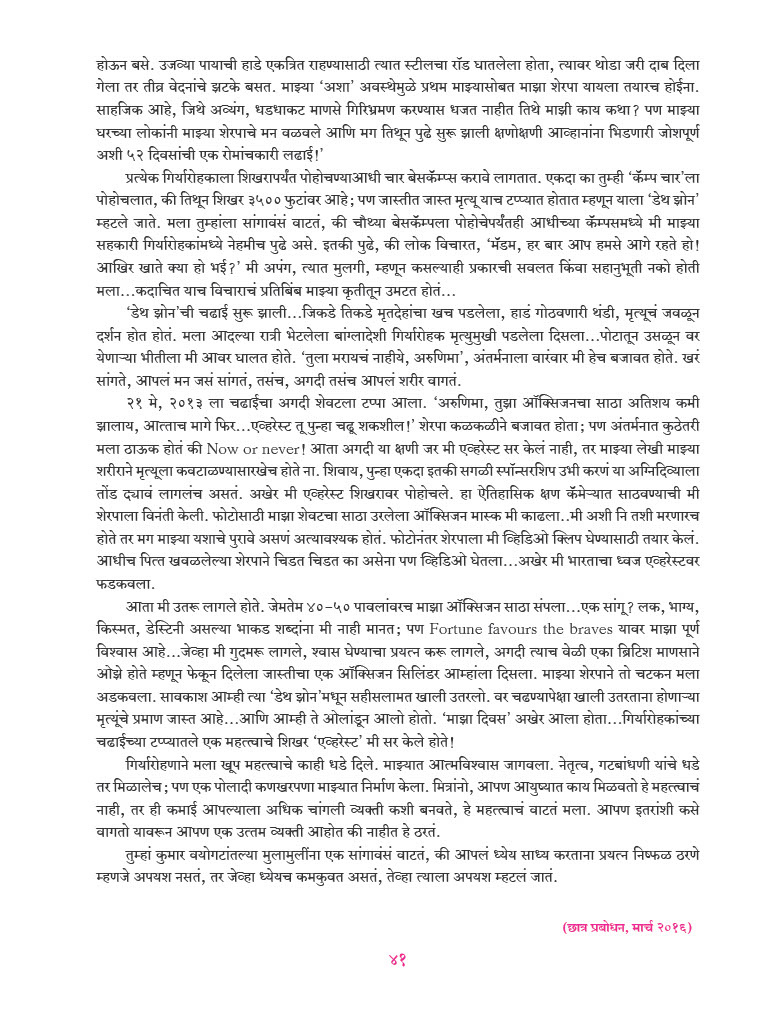 होऊन बसे. उजव्या पायाची हाडे एकत्रित राहण्यासाठी त्यात स्टीलचा रॉड घातलेला होता, त्यावर थोडा जरी दाब दिला
गेला तर तीव्र वेदनांचे झटके बसत. माझ्या ‘अशा’ अवस्थेमुळे प्रथम माझ्यासोबत माझा शेरपा यायला तयारच होईना.
साहजिक आहे, जिथे अव्यंग, धडधाकट माणसे गिरिभ्रमण करण्यास धजत नाहीत तिथे माझी काय कथा? पण माझ्या
घरच्या लोकांनी माझ्या शेरपाचे मन वळवले आणि मग तिथून पुढे सुरू झाली क्षणोक्षणी आव्हानांना भिडणारी जोशपूर्ण
अशी ५२ दिवसांची एक रोमांचकारी लढाई!’
प्रत्येक गिर्यारोहकाला शिखरापर्यंत पोहोचण्याआधी चार बेसकॅम्प्स करावे लागतात. एकदा का तुम्ही ‘कॅम्प चार’ला
पोहोचलात, की तिथून शिखर ३५०० फुटांवर आहे; पण जास्तीत जास्त मृत्यू याच टप्प्यात होतात म्हणून याला ‘डेथ झोन’
म्हटले जाते. मला तुम्हांला सांगावंसं वाटतं, की चौथ्या बेसकॅम्पला पोहोचेपर्यंतही आधीच्या कॅम्पसमध्ये मी माझ्या
सहकारी गिर्यारोहकांमध्ये नेहमीच पुढे असे. इतकी पुढे, की लोक विचारत, ‘मॅडम, हर बार आप हमसे आगे रहते हो!
आखिर खाते क्या हो भई?’ मी अपंग, त्यात मुलगी, म्हणून कसल्याही प्रकारची सवलत किंवा सहानुभूती नको होती
मला...कदाचित याच विचाराचं प्रतिबिंब माझ्या कृतीतून उमटत होतं...
‘डेथ झोन’ची चढाई सुरू झाली...जिकडे तिकडे मृतदेहांचा खच पडलेला, हाडं गोठवणारी थंडी, मृत्यूचं जवळून
दर्शन होत होतं. मला आदल्या रात्री भेटलेला बांग्लादेशी गिर्यारोहक मृत्युमुखी पडलेला दिसला...पोटातून उसळून वर
येणाऱ्या भीतीला मी आवर घालत होते. ‘तुला मरायचं नाहीये, अरुणिमा’, अंतर्मनाला वारंवार मी हेच बजावत होते. खरं
सांगते, आपलं मन जसं सांगतं, तसंच, अगदी तसंच आपलं शरीर वागतं.
२१ मे, २०१३ ला चढाईचा अगदी शेवटला टप्पा आला. ‘अरुणिमा, तुझा ऑक्सिजनचा साठा अतिशय कमी
झालाय, आत्ताच मागे फिर...एव्हरेस्ट तू पुन्हा चढू शकशील!’ शेरपा कळकळीने बजावत होता; पण अंतर्मनात कुठेतरी
मला ठाऊक होतं की Now or never! आता अगदी या क्षणी जर मी एव्हरेस्ट सर केलं नाही, तर माझ्या लेखी माझ्या
शरीराने मृत्यूला कवटाळण्यासारखेच होते ना. शिवाय, पुन्हा एकदा इतकी सगळी स्पॉन्सरशिप उभी करणं या अग्निदिव्याला
तोंड द्यावं लागलंच असतं. अखेर मी एव्हरेस्ट शिखरावर पोहोचले. हा ऐतिहासिक क्षण कॅमेऱ्यात साठवण्याची मी
शेरपाला विनंती केली. फोटोसाठी माझा शेवटचा साठा उरलेला ऑक्सिजन मास्क मी काढला..मी अशी नि तशी मरणारच
होते तर मग माझ्या यशाचे पुरावे असणं अत्यावश्यक होतं. फोटोनंतर शेरपाला मी व्हिडिओ क्लिप घेण्यासाठी तयार केलं.
आधीच पित्त खवळलेल्या शेरपाने चिडत चिडत का असेना पण व्हिडिओ घेतला...अखेर मी भारताचा ध्वज एव्हरेस्टवर
फडकवला.
आता मी उतरू लागले होते. जेमतेम ४०-५० पावलांवरच माझा ऑक्सिजन साठा संपला...एक सांगू? लक, भाग्य,
किस्मत, डेस्टिनी असल्या भाकड शब्दांना मी नाही मानत; पण Fortune favours the braves यावर माझा पूर्ण
विश्वास आहे...जेव्हा मी गुदमरू लागले, श्वास घेण्याचा प्रयत्न करू लागले, अगदी त्याच वेळी एका ब्रिटिश माणसाने
ओझे होते म्हणून फेकून दिलेला जास्तीचा एक ऑक्सिजन सिलिंडर आम्हांला दिसला. माझ्या शेरपाने तो चटकन मला
अडकवला. सावकाश आम्ही त्या ‘डेथ झोन’मधून सहीसलामत खाली उतरलो. वर चढण्यापेक्षा खाली उतरताना होणाऱ्या
मृत्यूंचे प्रमाण जास्त आहे...आणि आम्ही ते ओलांडून आलो होतो. ‘माझा दिवस’ अखेर आला होता...गिर्यारोहकांच्या
चढाईच्या टप्प्यातले एक महत्त्वाचे शिखर ‘एव्हरेस्ट’ मी सर केले होते!
गिर्यारोहणाने मला खूप महत्त्वाचे काही धडे दिले. माझ्यात आत्मविश्वास जागवला. नेतृत्व, गटबांधणी यांचे धडे
तर मिळालेच; पण एक पोलादी कणखरपणा माझ्यात निर्माण केला. मित्रांनो, आपण आयुष्यात काय मिळवतो हे महत्त्वाचं
नाही, तर ही कमाई आपल्याला अधिक चांगली व्यक्ती कशी बनवते, हे महत्त्वाचं वाटतं मला. आपण इतरांशी कसे
वागतो यावरून आपण एक उत्तम व्यक्ती आहोत की नाहीत हे ठरतं.
तुम्हां कुमार वयोगटांतल्या मुलामुलींना एक सांगावंसं वाटतं, की आपलं ध्येय साध्य करताना प्रयत्न निष्फळ ठरणे
म्हणजे अपयश नसतं, तर जेव्हा ध्येयच कमकुवत असतं, तेव्हा त्याला अपयश म्हटलं जातं.
(छात्र प्रबोधन, मार्च २०१६)
४१